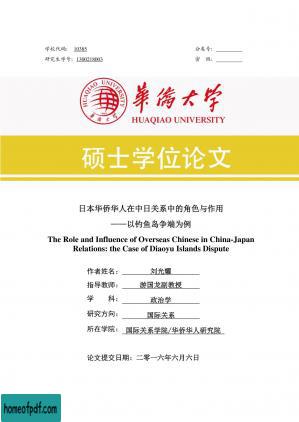 学校代码: 10385 分类号:
研究生学号: 1300218003 密 级:
華僑大學
HUAQIAO UNIVERSITY
硕士学位论文
日本华侨华人在中日关系中的角色与作用
——以钓鱼岛争端为例
The Role and Influence of Overseas Chinese in China-Japan
Relations: the Case of Diaoyu Islands Dispute
作者姓名: 刘光耀
指导教师: 游国龙副教授
学 科: 政治学
研究方向: 国际关系
所在学院: 国际关系学院/华侨华人研究院
论文提交日期:二零一六年六月六日
homeofpdf.com